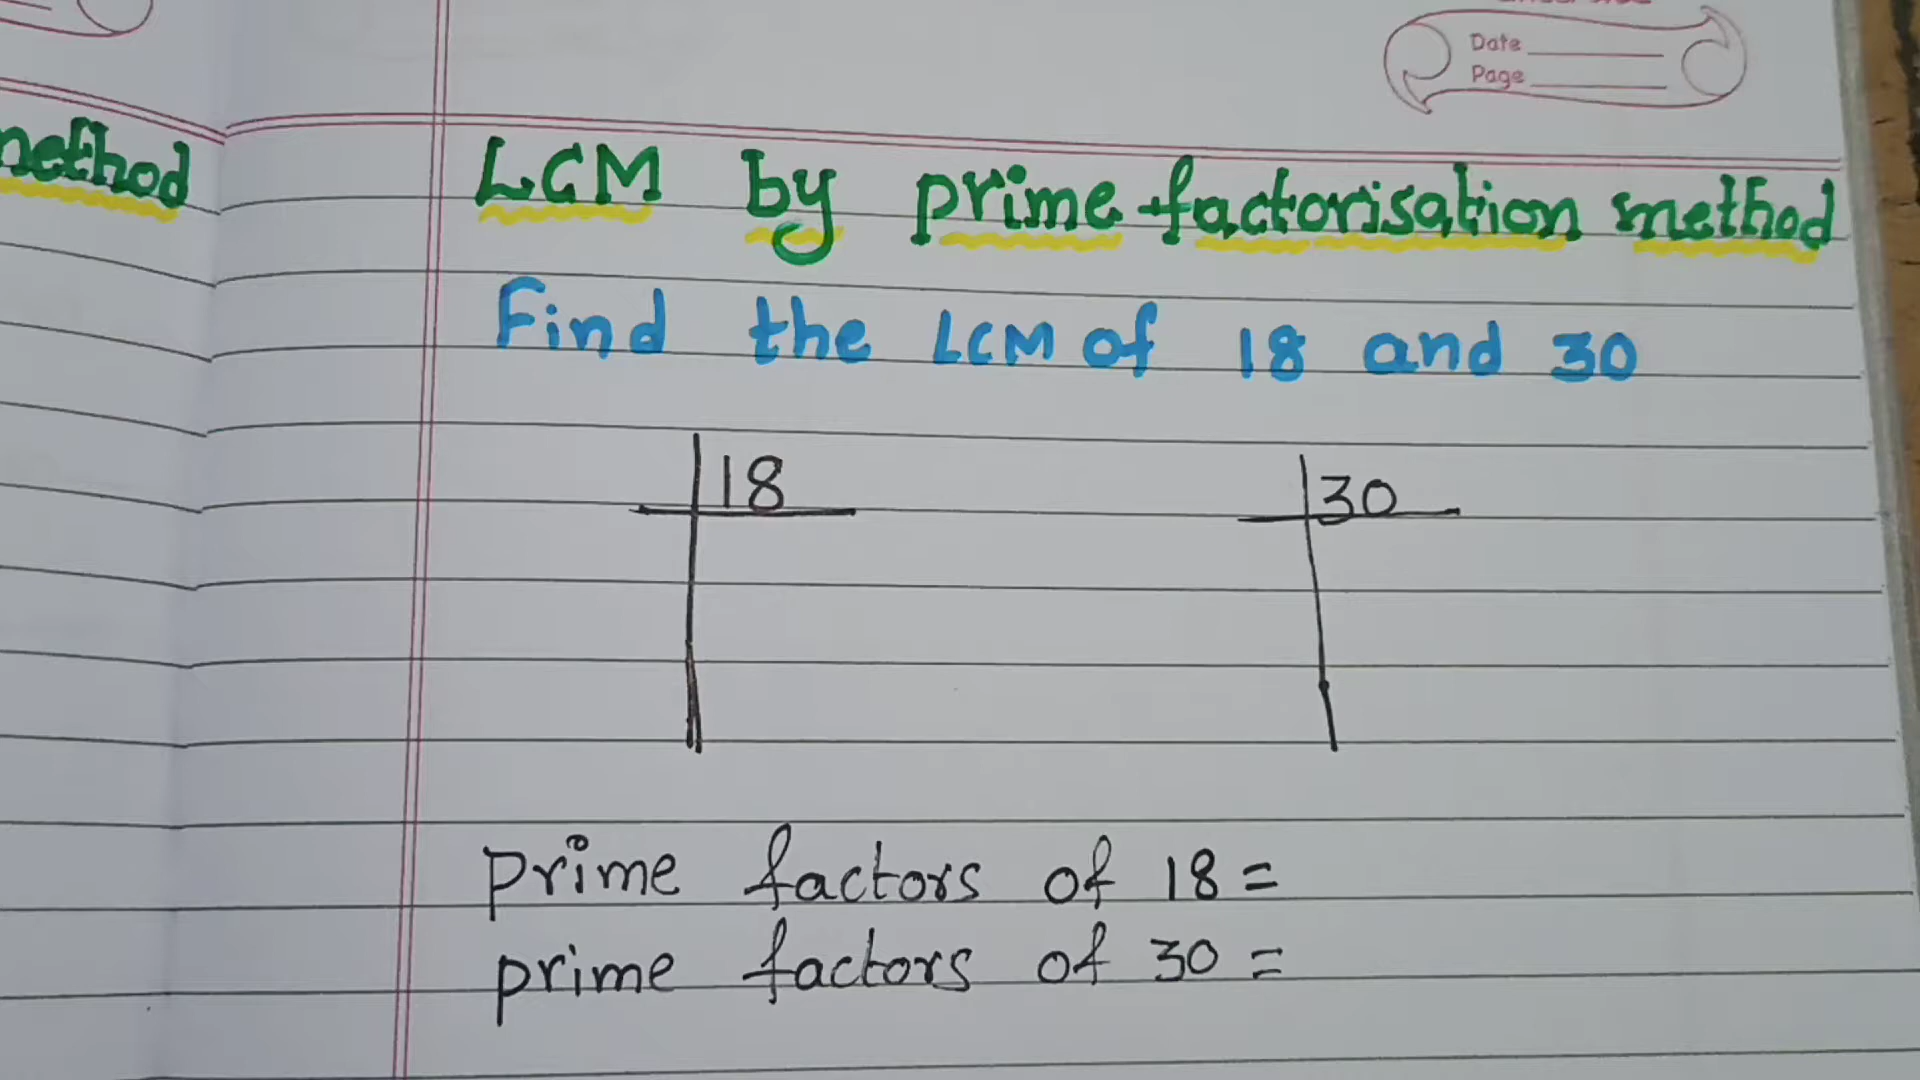 Date
Page
method
LCM by prime factorisation method
Find the LCM of 18 and 30
18
30
prime factors of 18 =
prime factors of 30 =